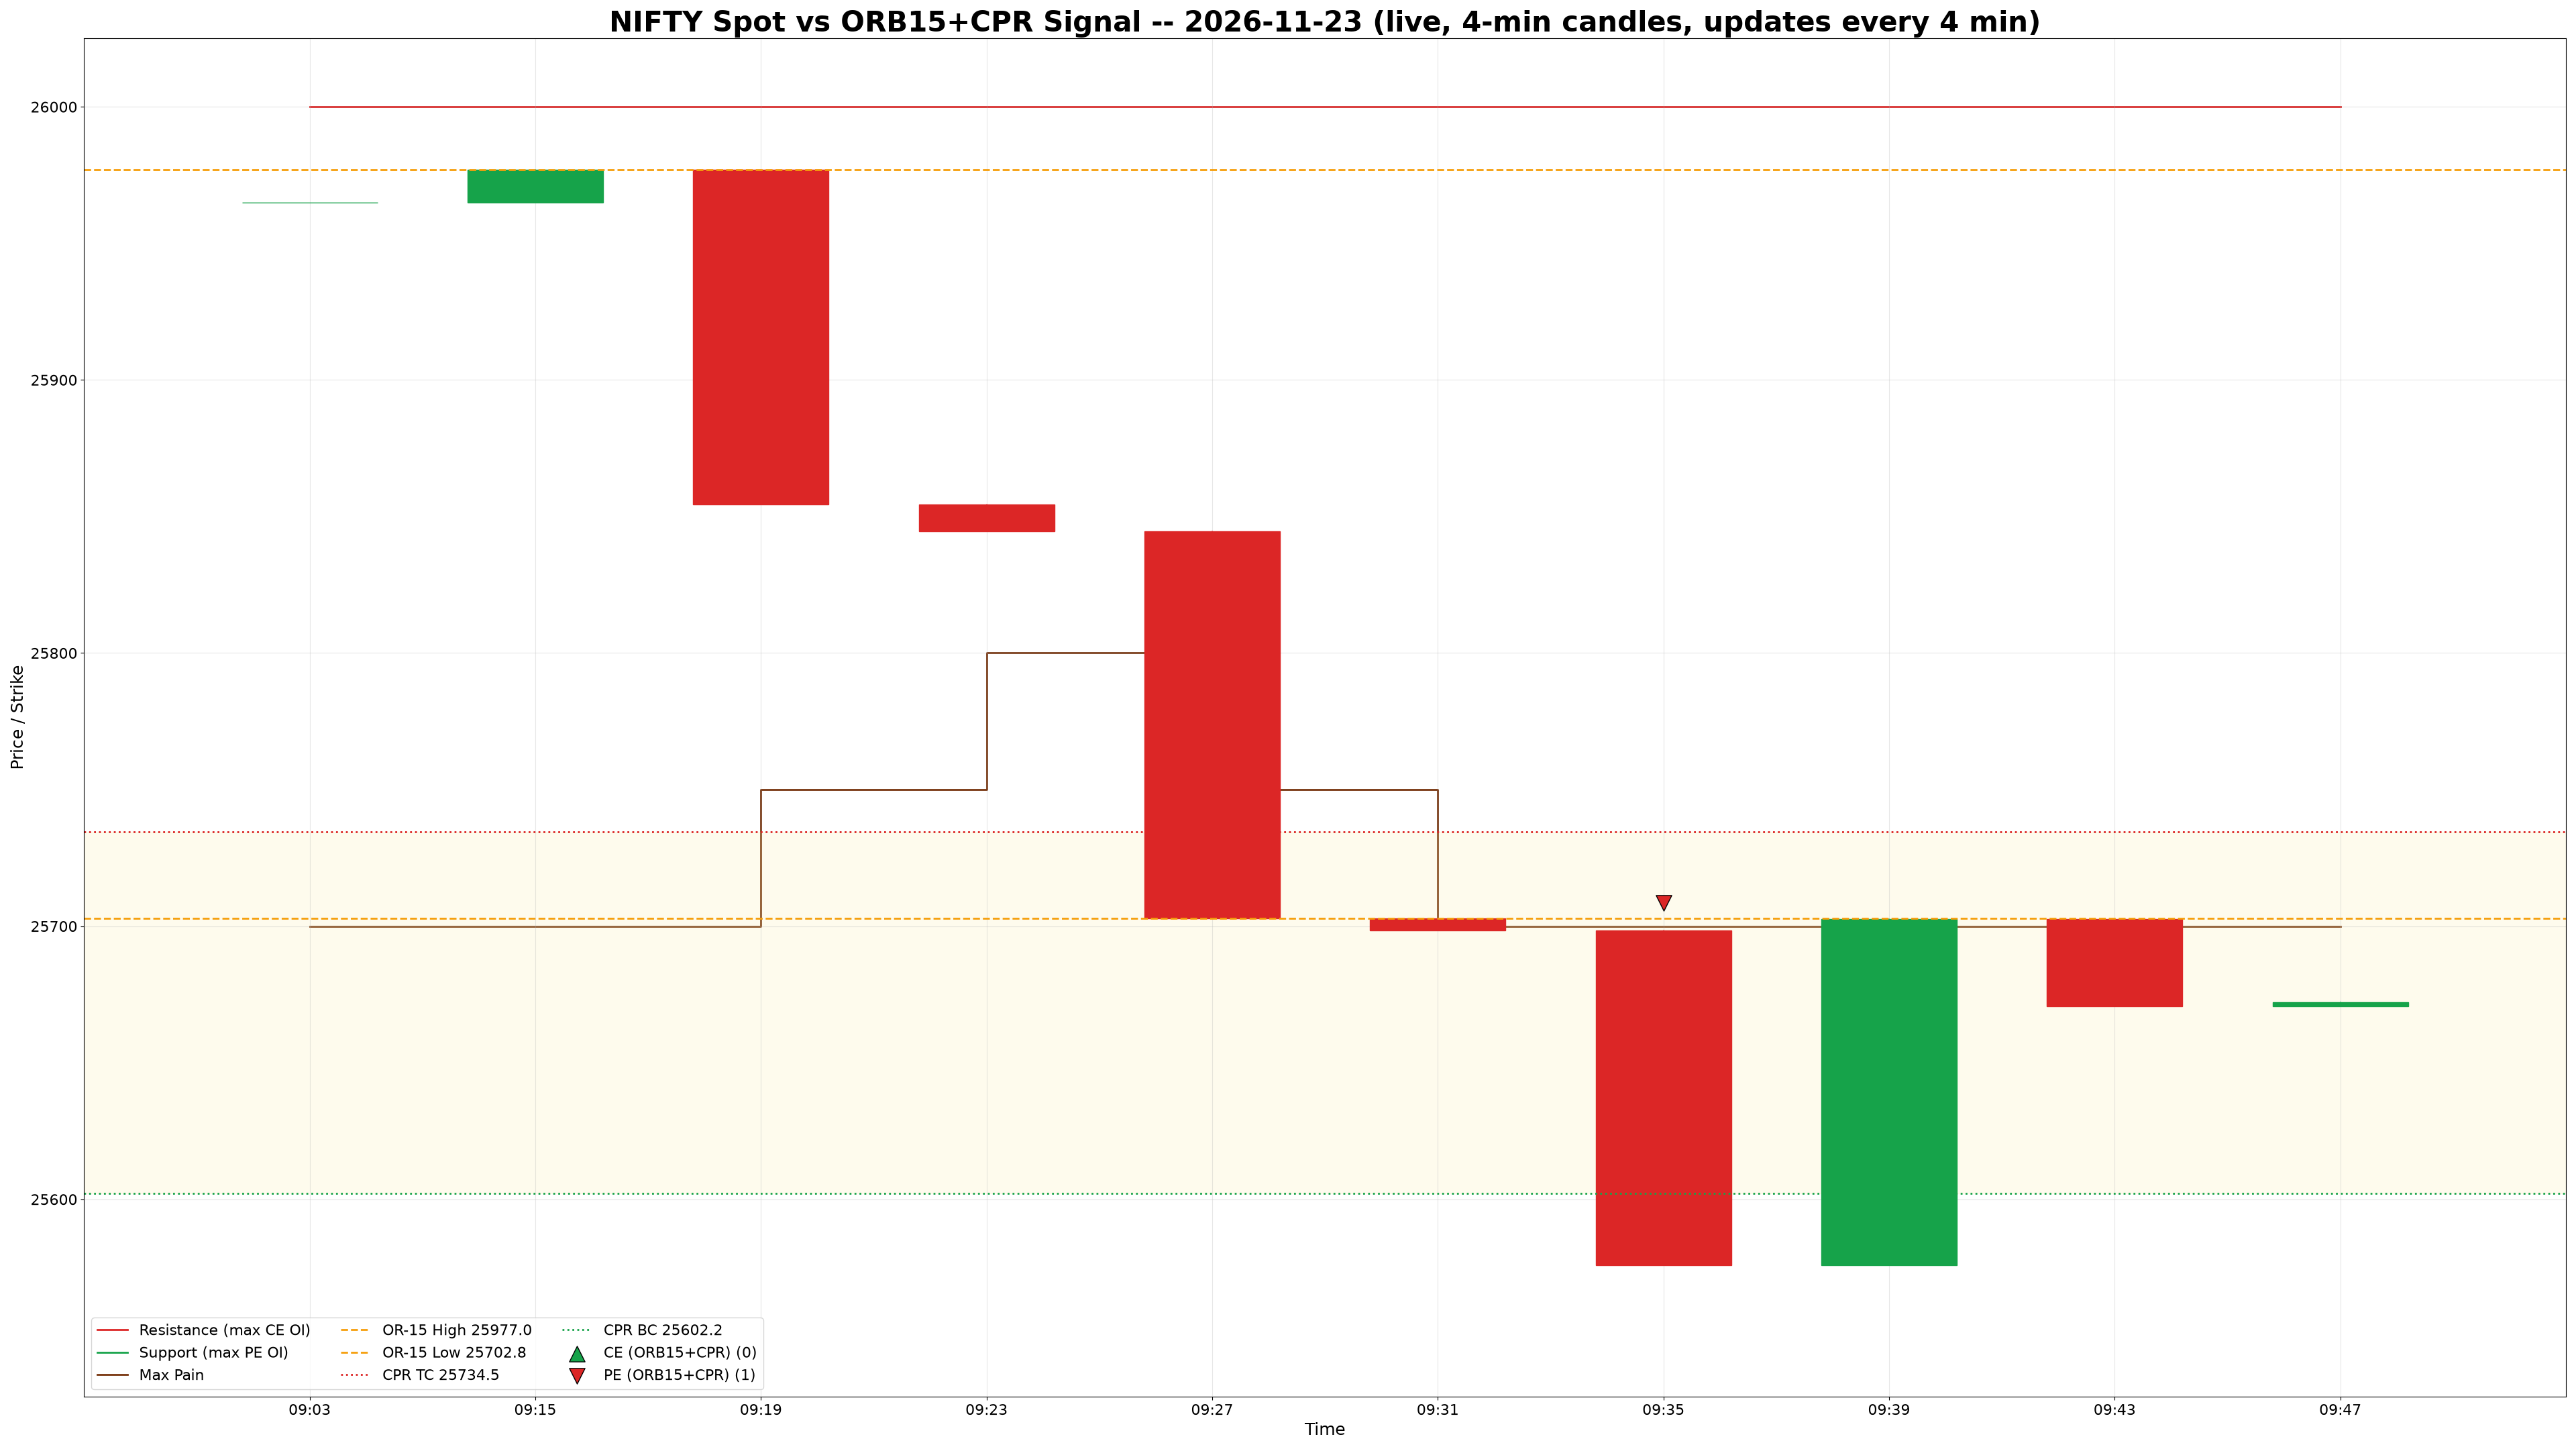 NIFTY Spot vs ORB15+CPR Signal -- 2026-11-23 (live, 4-min candles, updates every 4 min)
Price / Strike
26000
25900
25800
25700
25600
Resistance (max CE OI)
Support (max PE OI)
Max Pain
OR-15 High 25977.0
OR-15 Low 25702.8
CPR TC 25734.5
CPR BC 25602.2
CE (ORB15+CPR) (0)
PE (ORB15+CPR) (1)
09:03 09:15 09:19 09:23 09:27 09:31 09:35 09:39 09:43 09:47
Time